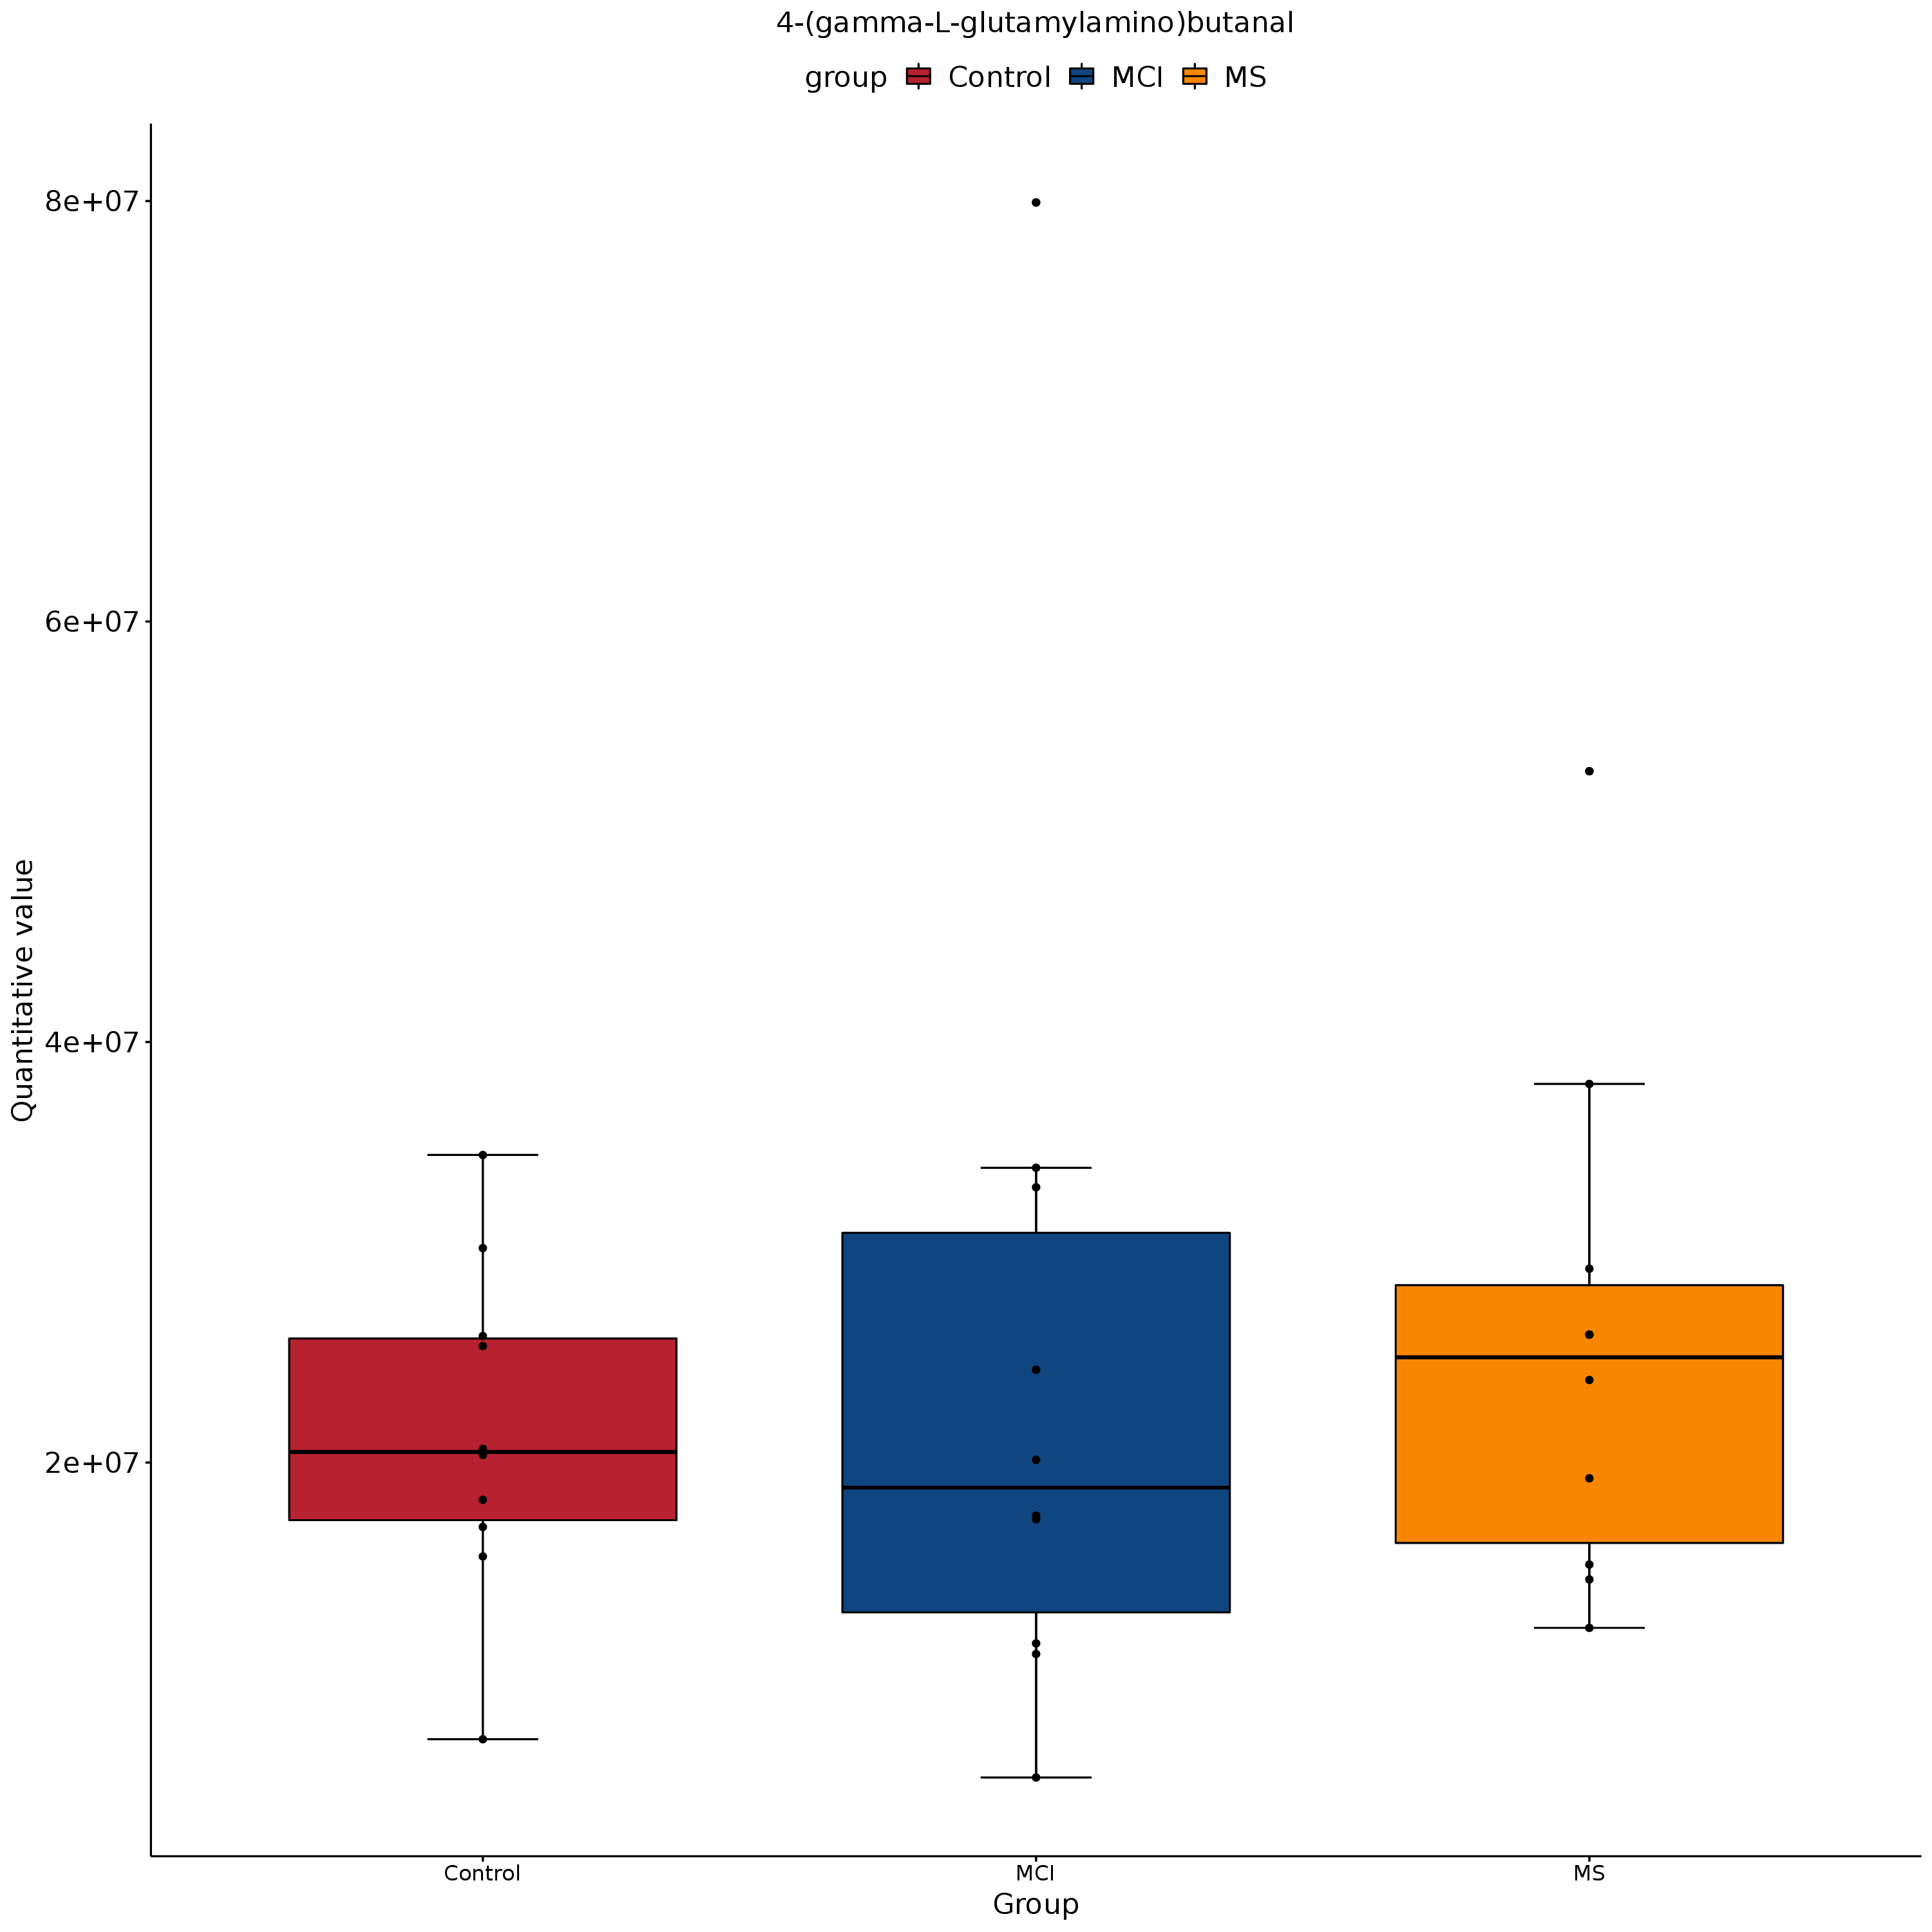 4-(gamma-L-glutamylamino)butanal
group Control MCI MS
8e+07
6e+07
4e+07
2e+07
Quantitative value
Control MCI MS
Group